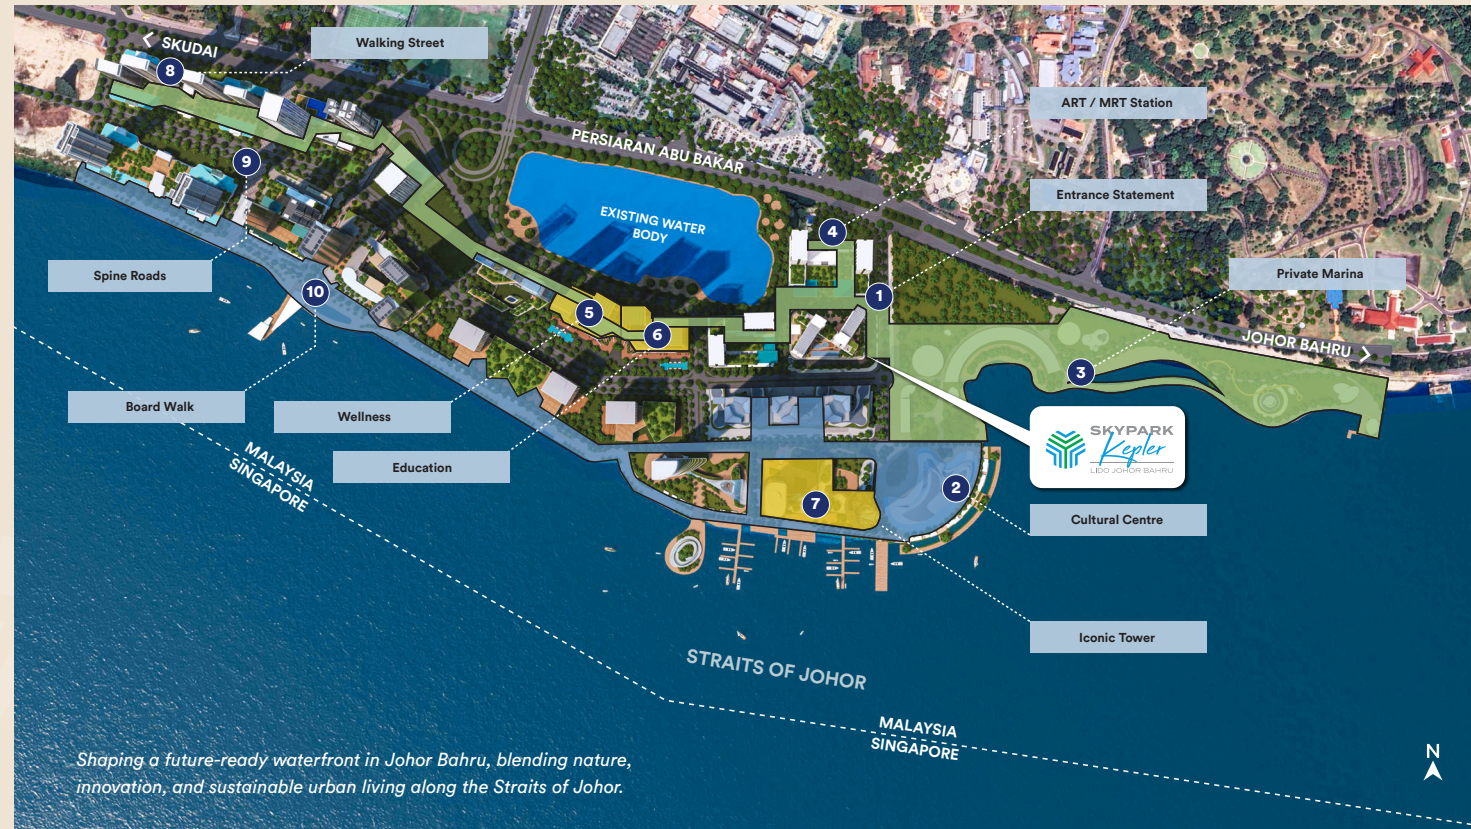 SKUDAI
Walking Street
8
ART / MRT Station
PERSIARAN ABU BAKAR
9
Entrance Statement
EXISTING WATER
BODY
4
Spine Roads
Private Marina
10
1
5
6
JOHOR BAHRU
3
Board Walk
Wellness
SKYPARK
Kepler
LIDO JOHOR BAHRU
Education
MALAYSIA
SINGAPORE
2
7
Cultural Centre
Iconic Tower
STRAITS OF JOHOR
MALAYSIA
SINGAPORE
N
Shaping a future-ready waterfront in Johor Bahru, blending nature,
innovation, and sustainable urban living along the Straits of Johor.